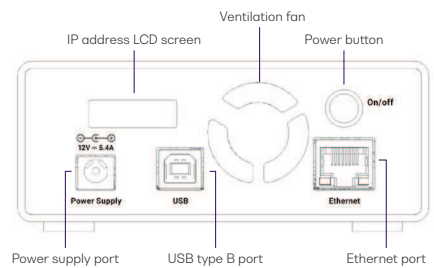 Ventilation fan
IP address LCD screen
Power button
On/off
12V ⎓ 5.4A
Power Supply
USB
Ethernet
Power supply port
USB type B port
Ethernet port